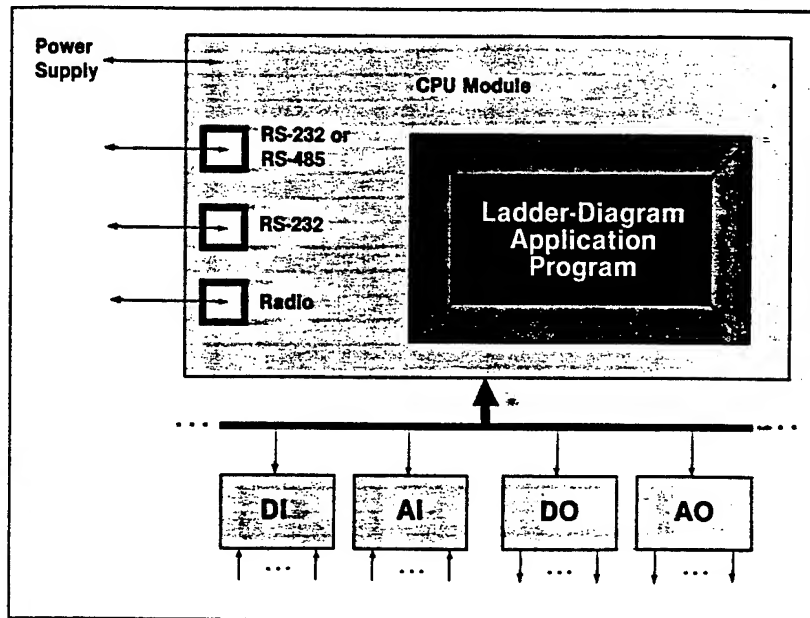 Power
Supply
CPU Module
RS-232 or
RS-485
RS-232
Radio
Ladder-Diagram
Application
Program
DI
AI
DO
AO